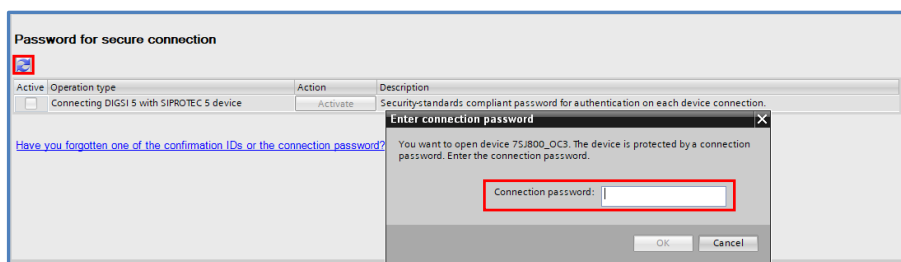 Password for secure connection
Active Operation type Action Description
Connecting DIGSI 5 with SIPROTEC 5 device Activate Security-standards compliant password for authentication on each device connection.
Have you forgotten one of the confirmation IDs or the connection password?
Enter connection password X
You want to open device 7SJ800_OC3. The device is protected by a connection
password. Enter the connection password.
Connection password:
OK Cancel